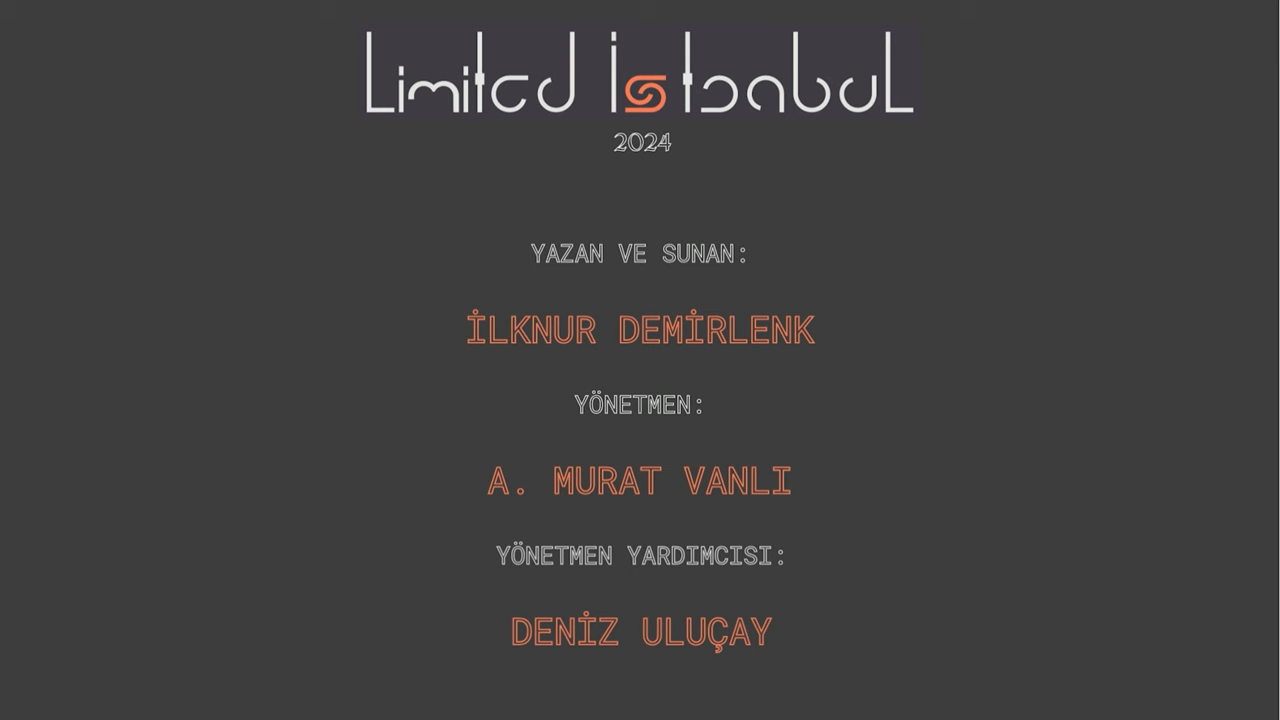 Limited İstanbul
2024
YAZAN VE SUNAN:
İLKNUR DEMİRLENK
YÖNETMEN:
A. MURAT VANLI
YÖNETMEN YARDIMCISI:
DENİZ ULUÇAY